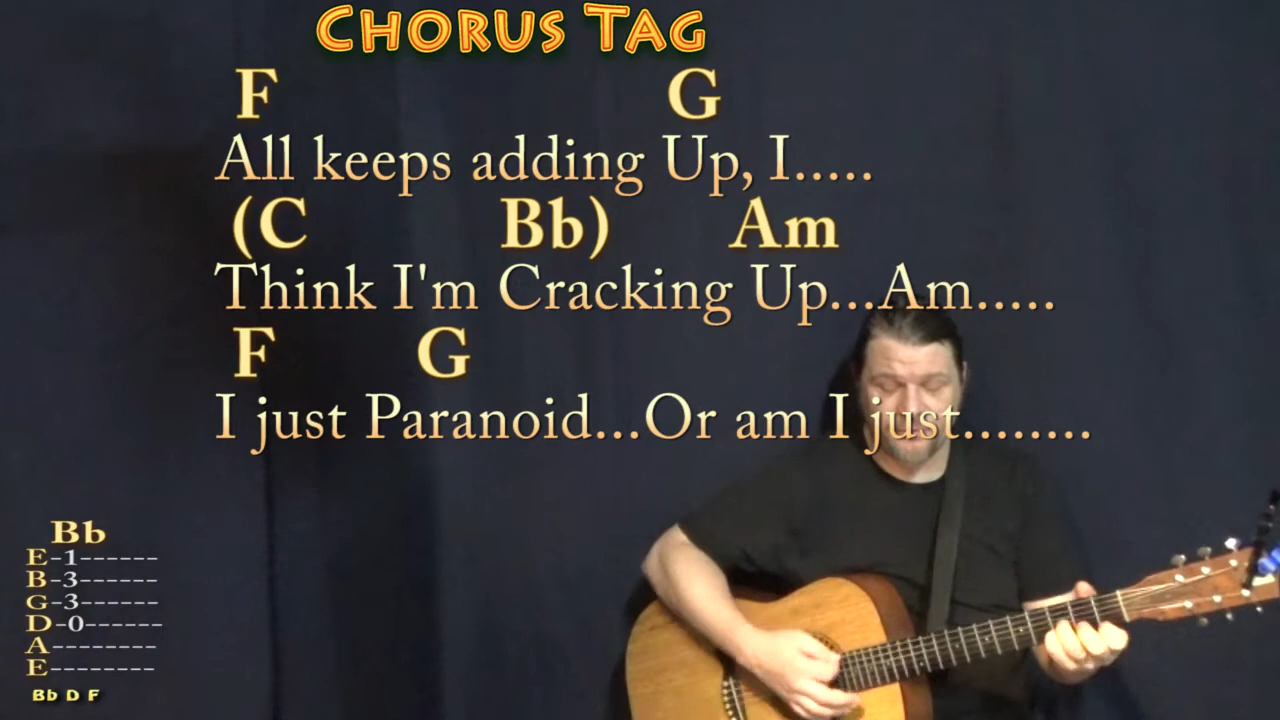 Chorus Tag
F G
All keeps adding Up, I.....
(C Bb) Am
Think I'm Cracking Up...Am.....
F G
I just Paranoid...Or am I just........
Bb
E-1------
B-3------
G-3------
D-0------
A--------
E--------
Bb D F